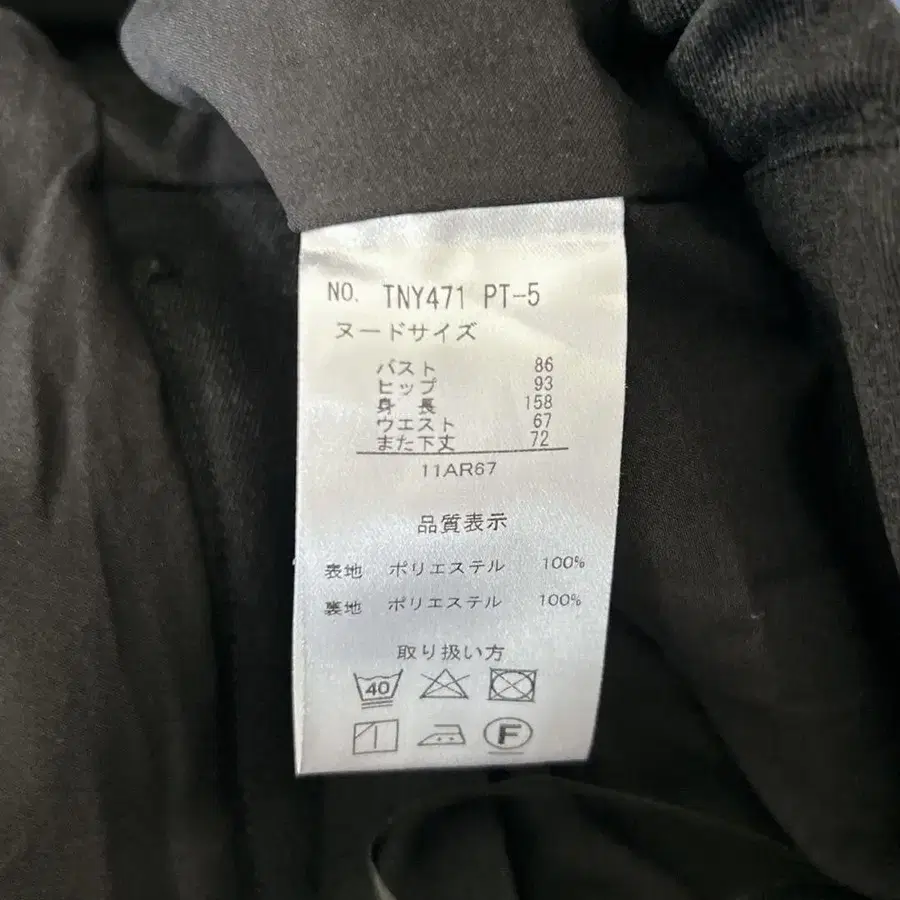 NO. TNY471 PT-5
ヌードサイズ
バスト 86
ヒップ 93
身 長 158
ウエスト 67
また下丈 72
11AR67
品質表示
表地 ポリエステル 100%
裏地 ポリエステル 100%
取り扱い方
40
F